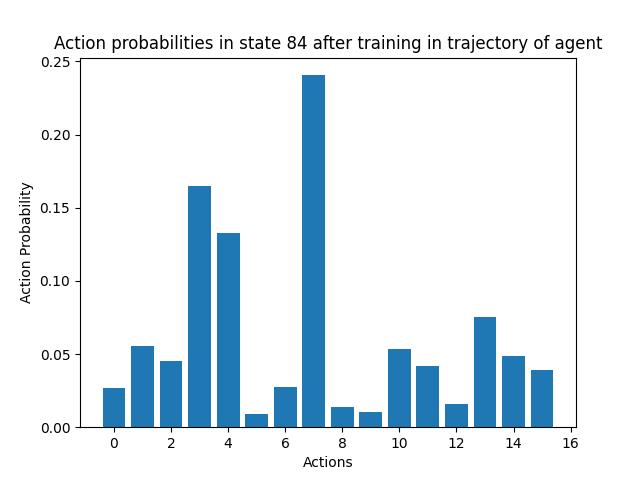 Action probabilities in state 84 after training in trajectory of agent
0.25
0.20
0.15
0.10
0.05
0.00
Action Probability
0 2 4 6 8 10 12 14 16
Actions